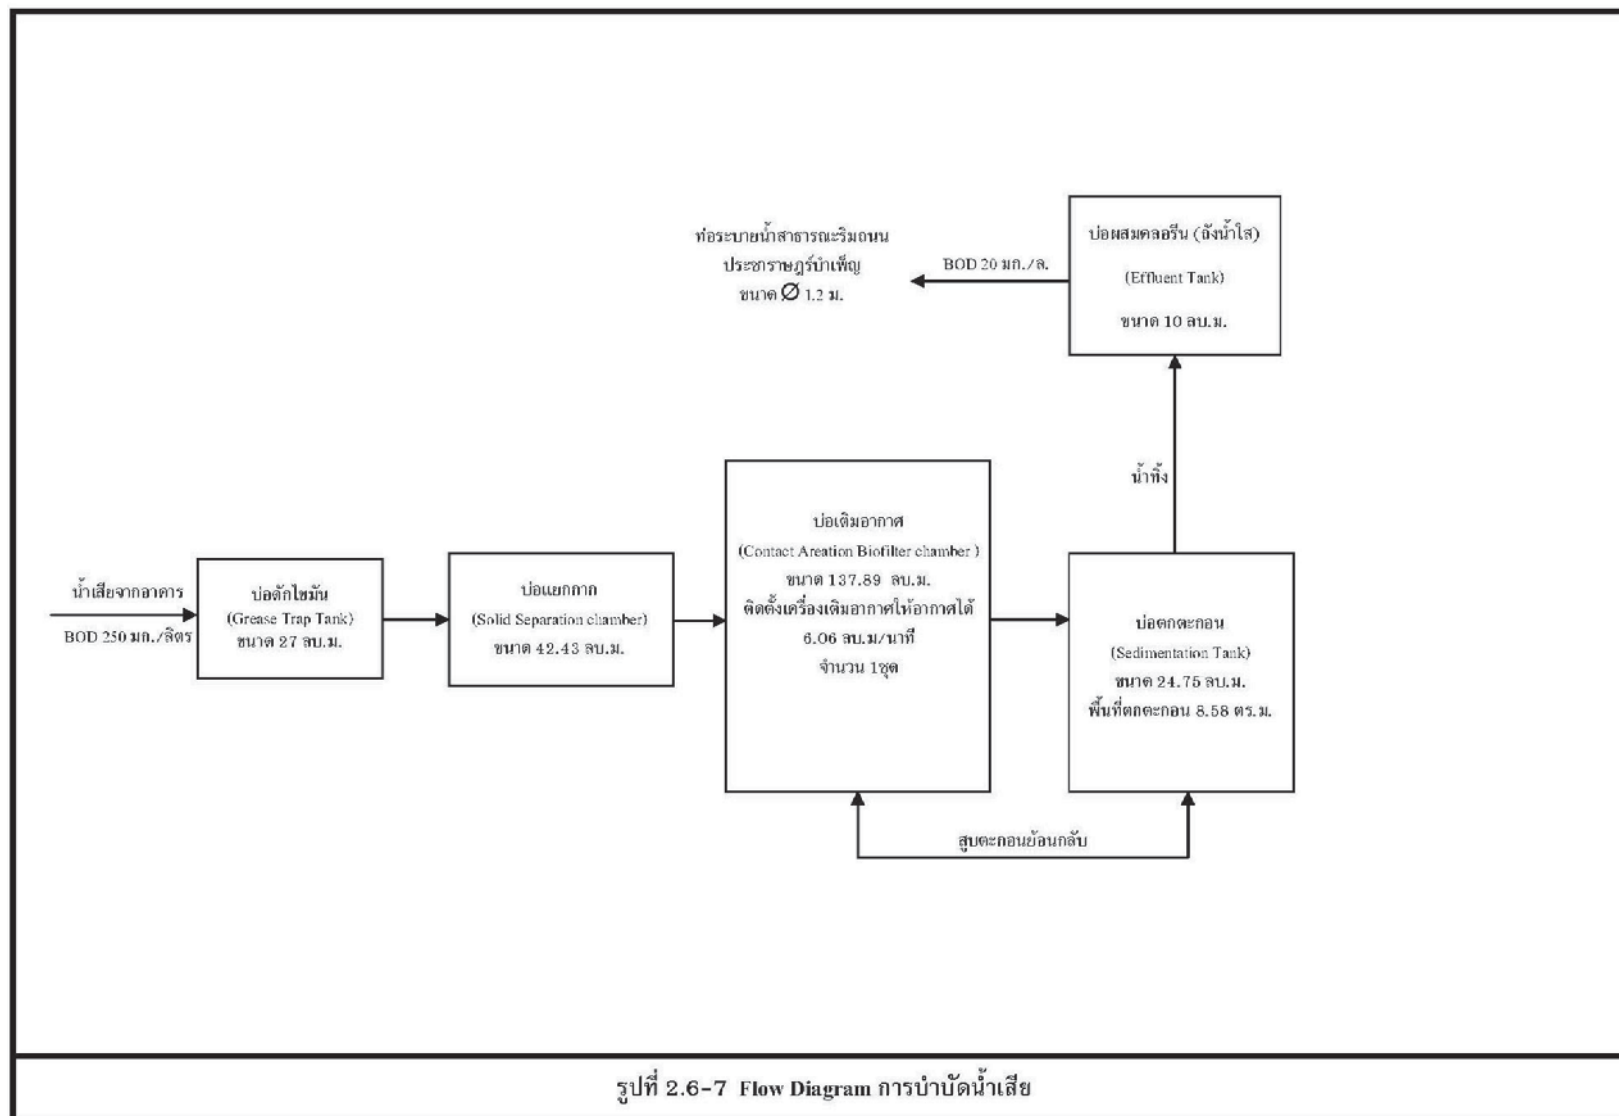 ท่อระบายน้ำสาธารณะริมถนน
ประชาราษฎร์บำเพ็ญ
ขนาด Ø 1.2 ม.
BOD 20 มก./ล.
บ่อผสมคลอรีน (ถังน้ำใส)
(Effluent Tank)
ขนาด 10 ลบ.ม.
น้ำทิ้ง
น้ำเสียจากอาคาร
BOD 250 มก./ลิตร
บ่อดักไขมัน
(Grease Trap Tank)
ขนาด 27 ลบ.ม.
บ่อแยกกาก
(Solid Separation chamber)
ขนาด 42.43 ลบ.ม.
บ่อเติมอากาศ
(Contact Areation Biofilter chamber )
ขนาด 137.89 ลบ.ม.
ติดตั้งเครื่องเติมอากาศให้อากาศได้
6.06 ลบ.ม/นาที
จำนวน 1ชุด
บ่อตกตะกอน
(Sedimentation Tank)
ขนาด 24.75 ลบ.ม.
พื้นที่ตกตะกอน 8.58 ตร.ม.
สูบตะกอนย้อนกลับ
รูปที่ 2.6-7 Flow Diagram การบำบัดน้ำเสีย